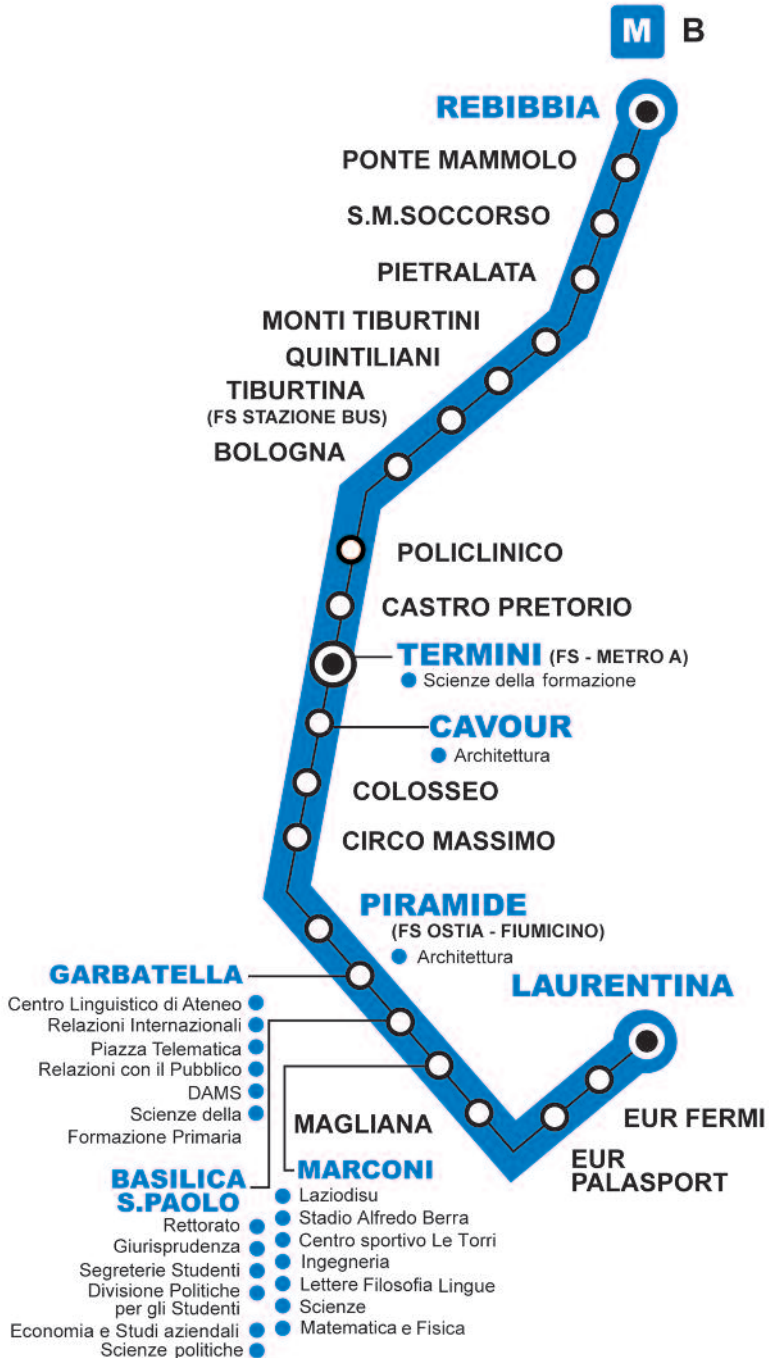 M B
REBIBBIA
PONTE MAMMOLO
S.M.SOCCORSO
PIETRALATA
MONTI TIBURTINI
QUINTILIANI
TIBURTINA
(FS STAZIONE BUS)
BOLOGNA
POLICLINICO
CASTRO PRETORIO
TERMINI (FS - METRO A)
Scienze della formazione
CAVOUR
Architettura
COLOSSEO
CIRCO MASSIMO
PIRAMIDE
(FS OSTIA - FIUMICINO)
Architettura
GARBATELLA
Centro Linguistico di Ateneo
Relazioni Internazionali
Piazza Telematica
Relazioni con il Pubblico
DAMS
Scienze della
Formazione Primaria
LAURENTINA
EUR FERMI
EUR
PALASPORT
MAGLIANA
BASILICA
S.PAOLO
Rettorato
Giurisprudenza
Segreterie Studenti
Divisione Politiche
per gli Studenti
Economia e Studi aziendali
Scienze politiche
MARCONI
Laziodisu
Stadio Alfredo Berra
Centro sportivo Le Torri
Ingegneria
Lettere Filosofia Lingue
Scienze
Matematica e Fisica